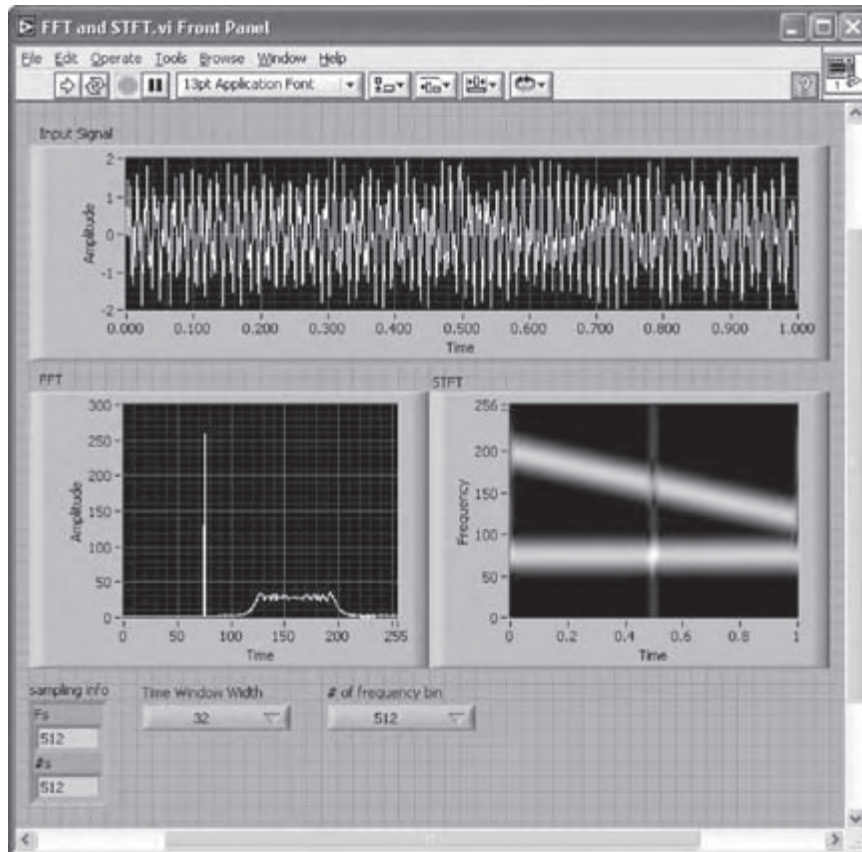 FFT and STFT.vi Front Panel
File Edit Operate Tools Browse Window Help
13pt Application Font
1
Input Signal
Amplitude
2
1
0
-1
-2
0.000 0.100 0.200 0.300 0.400 0.500 0.600 0.700 0.800 0.900 1.000
Time
FFT
Amplitude
300
250
200
150
100
50
0
0 50 100 150 200 255
Time
STFT
Frequency
256
200
150
100
50
0
0 0.2 0.4 0.6 0.8 1
Time
sampling info
Fs
512
#s
512
Time Window Width
32
# of frequency bin
512